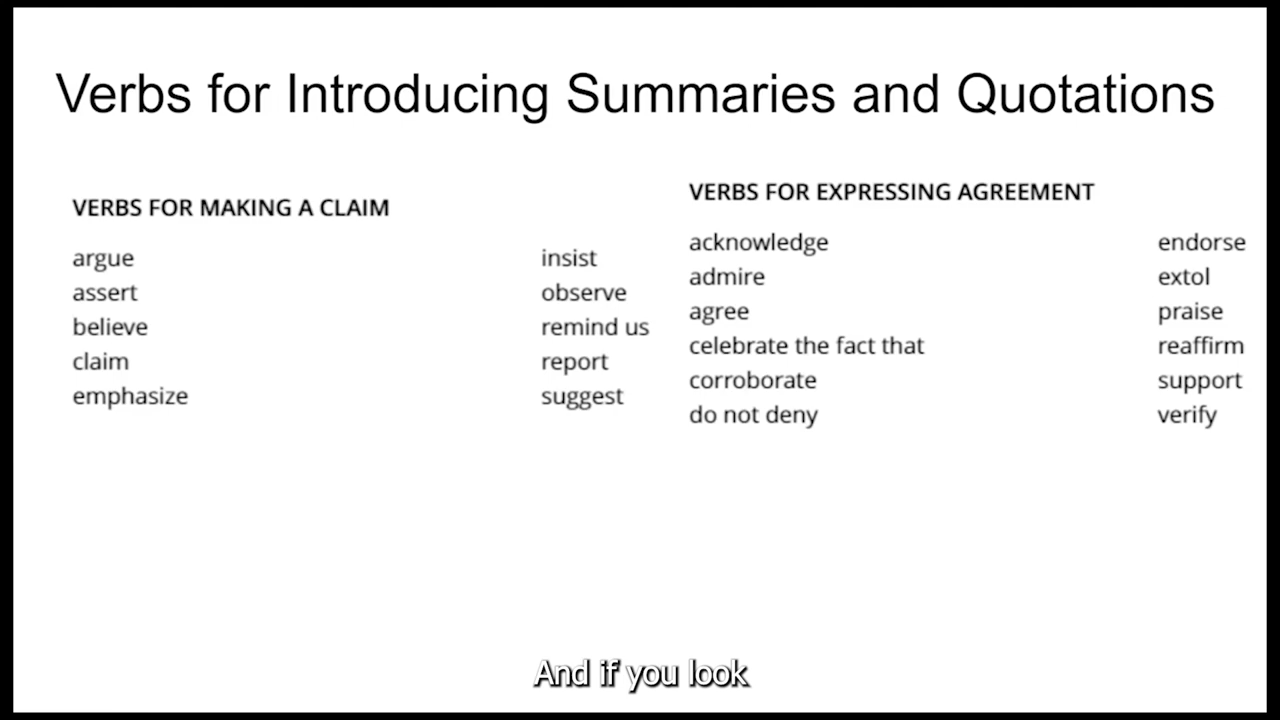 Verbs for Introducing Summaries and Quotations
VERBS FOR MAKING A CLAIM
argue
assert
believe
claim
emphasize
insist
observe
remind us
report
suggest
VERBS FOR EXPRESSING AGREEMENT
acknowledge
admire
agree
celebrate the fact that
corroborate
do not deny
endorse
extol
praise
reaffirm
support
verify
And if you look